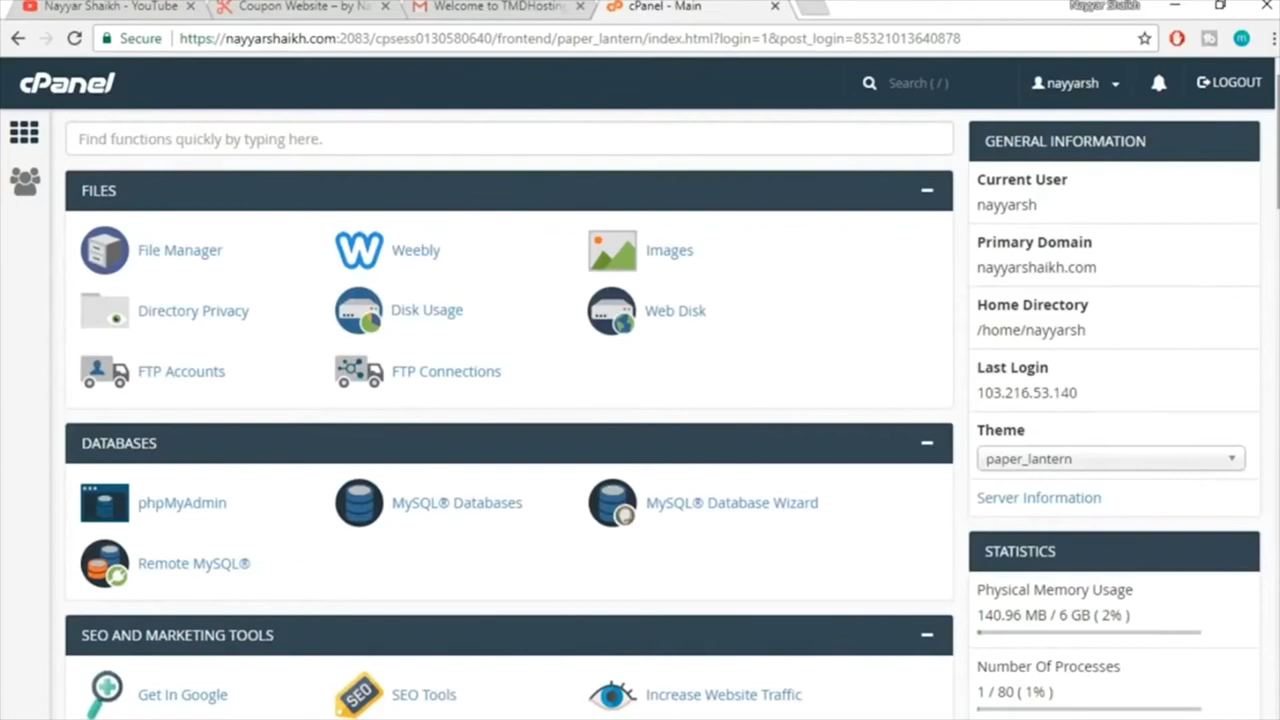 Nayyar Shaikh - YouTube
Coupon Website – by Na
Welcome to TMDHosting
cPanel - Main
Nayyar Shaikh
Secure
https://nayyarshaikh.com:2083/cpsess0130580640/frontend/paper_lantern/index.html?login=1&post_login=85321013640878
cPanel
Search ( / )
nayyarsh
LOGOUT
Find functions quickly by typing here.
FILES
File Manager
Weebly
Images
Directory Privacy
Disk Usage
Web Disk
FTP Accounts
FTP Connections
DATABASES
phpMyAdmin
MySQL® Databases
MySQL® Database Wizard
Remote MySQL®
SEO AND MARKETING TOOLS
Get In Google
SEO
SEO Tools
Increase Website Traffic
GENERAL INFORMATION
Current User
nayyarsh
Primary Domain
nayyarshaikh.com
Home Directory
/home/nayyarsh
Last Login
103.216.53.140
Theme
paper_lantern
Server Information
STATISTICS
Physical Memory Usage
140.96 MB / 6 GB ( 2% )
Number Of Processes
1 / 80 ( 1% )